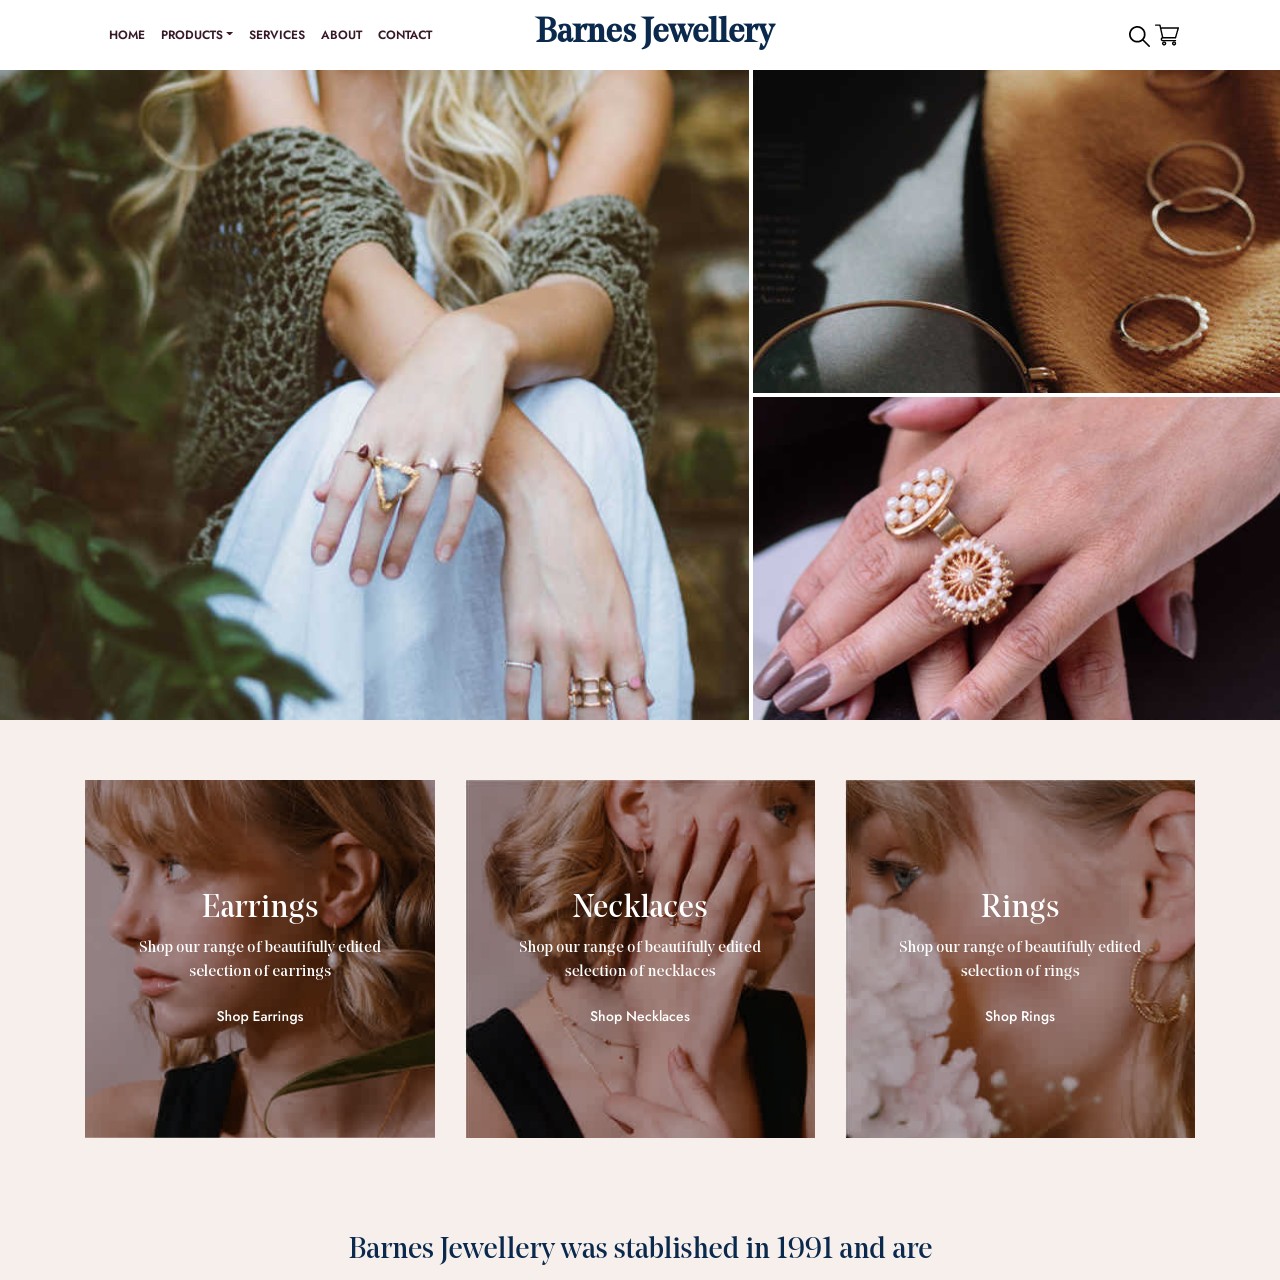 HOME PRODUCTS SERVICES ABOUT CONTACT
Barnes Jewellery
Earrings
Shop our range of beautifully edited
selection of earrings
Shop Earrings
Necklaces
Shop our range of beautifully edited
selection of necklaces
Shop Necklaces
Rings
Shop our range of beautifully edited
selection of rings
Shop Rings
Barnes Jewellery was stablished in 1991 and are